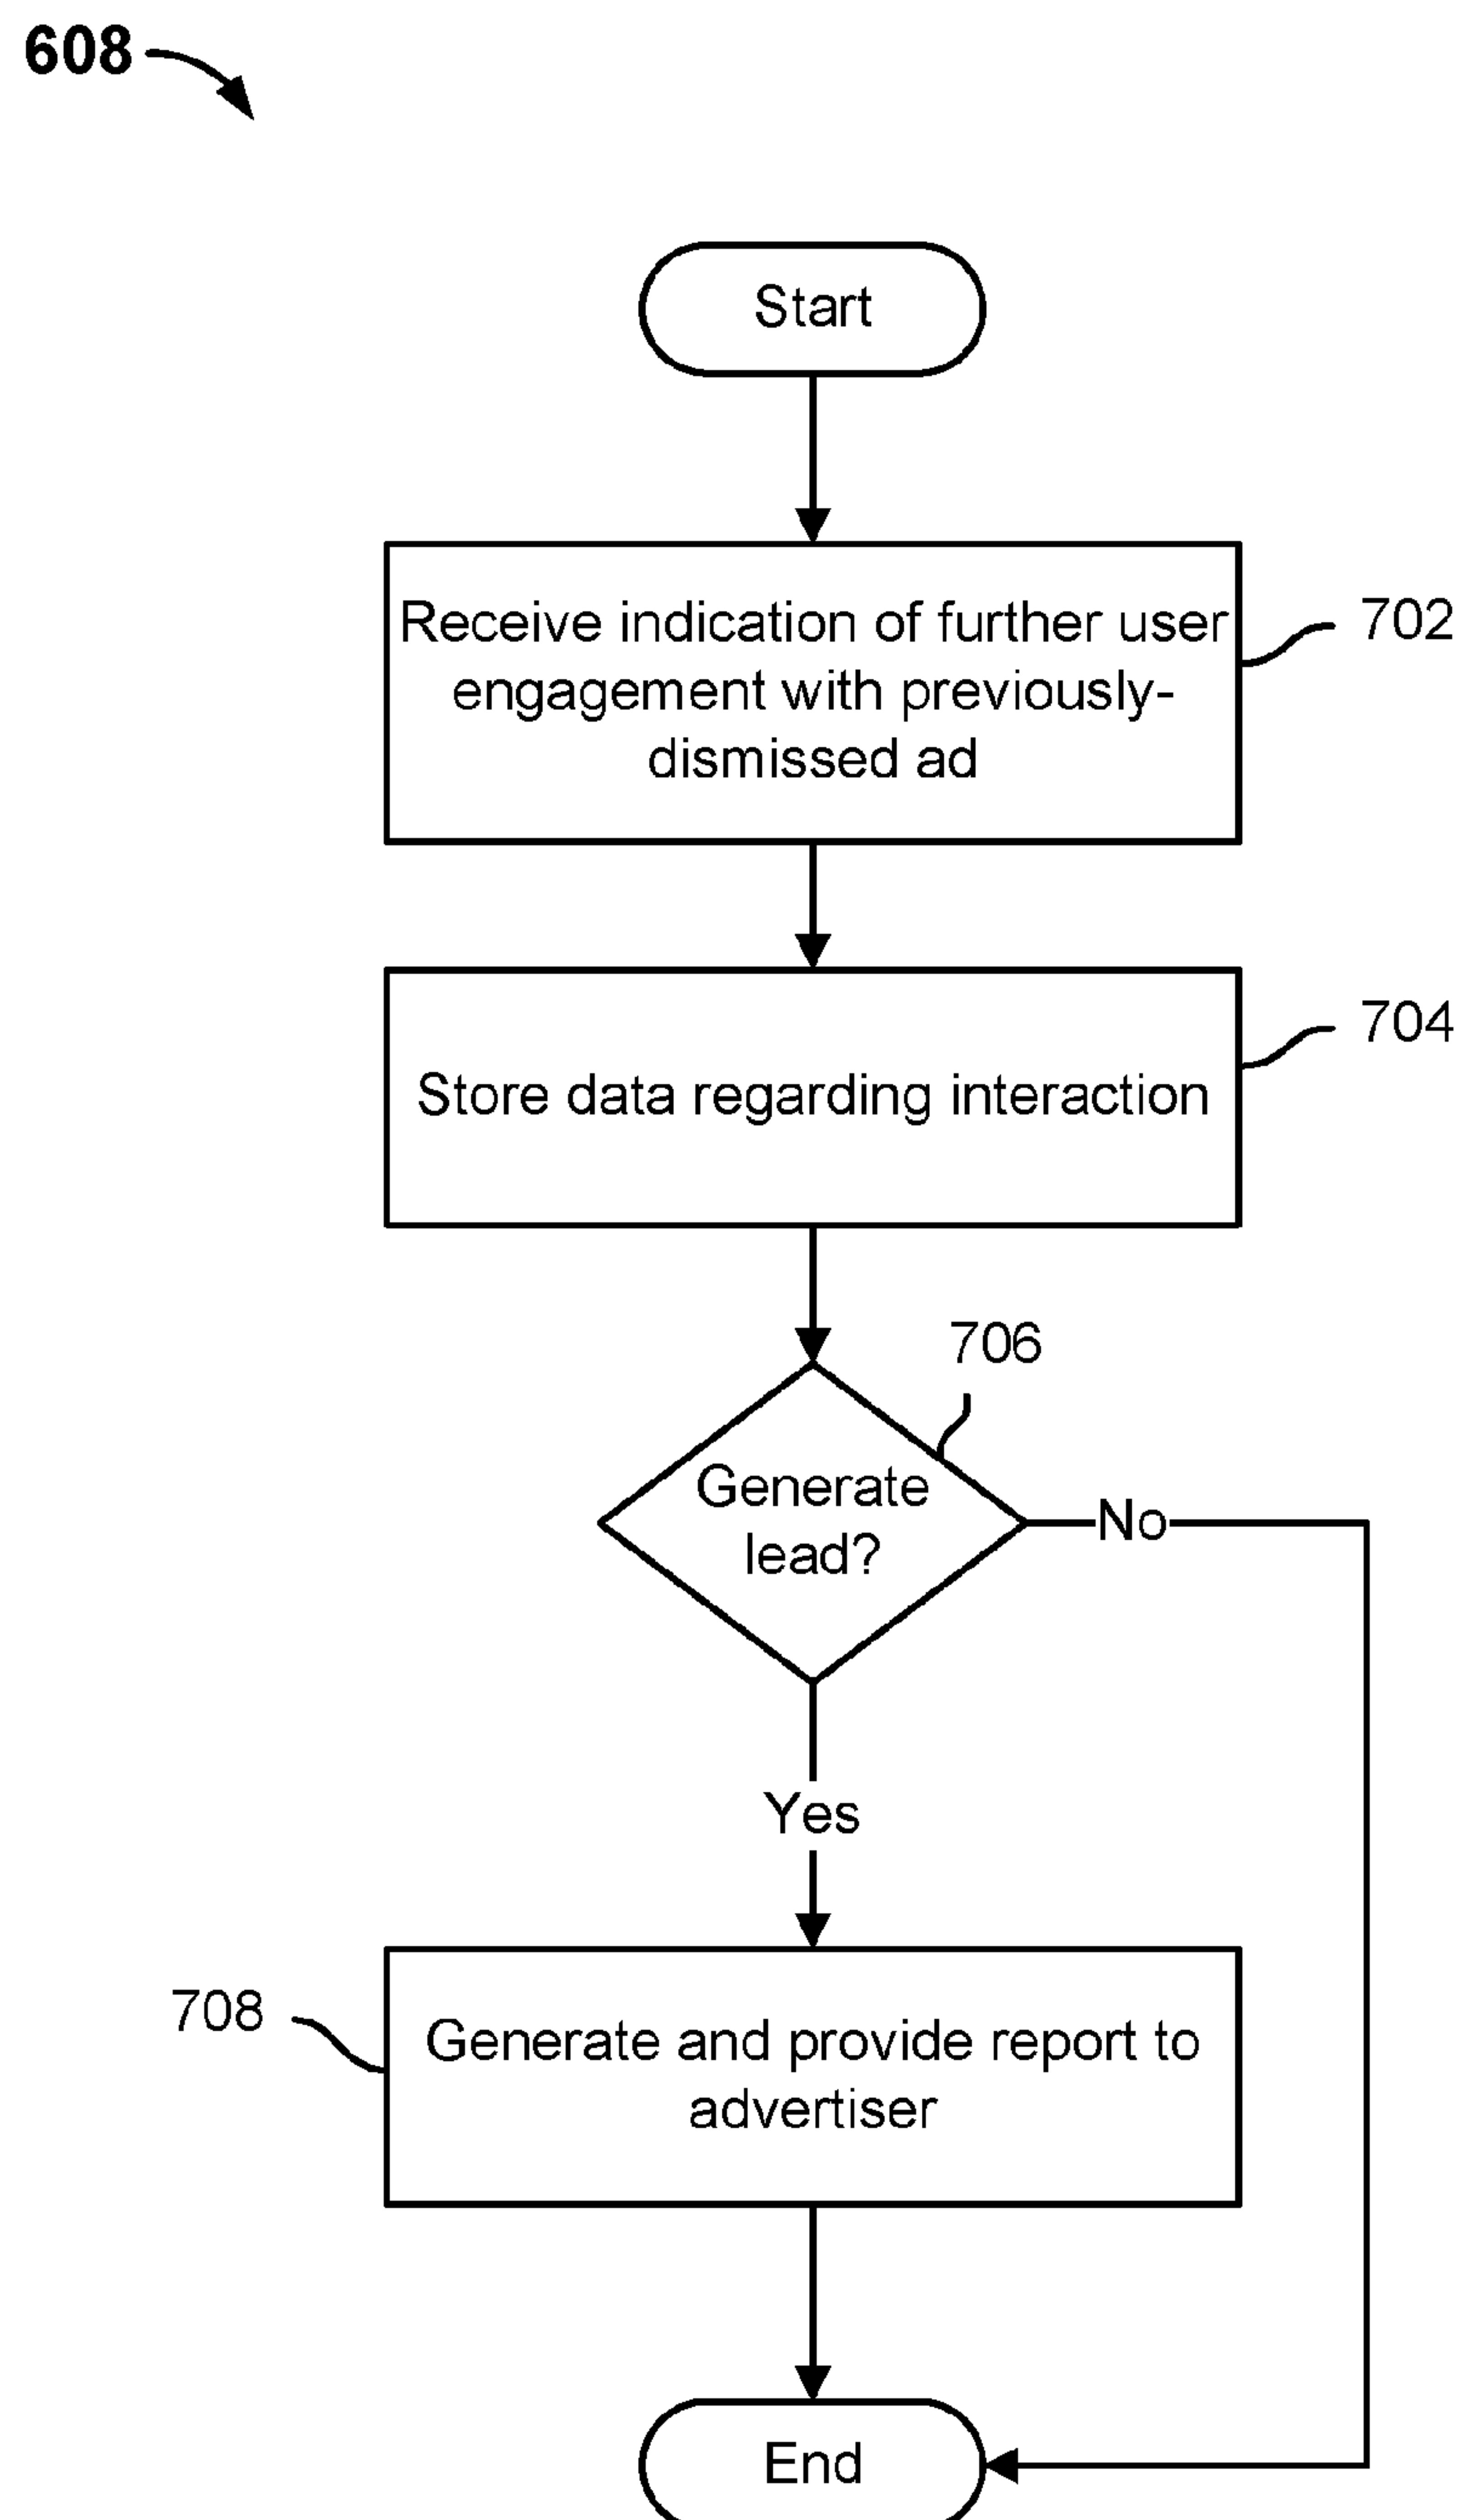 608
Start
Receive indication of further user
engagement with previously-
dismissed ad
702
Store data regarding interaction
704
706
Generate
lead?
No
Yes
708
Generate and provide report to
advertiser
End